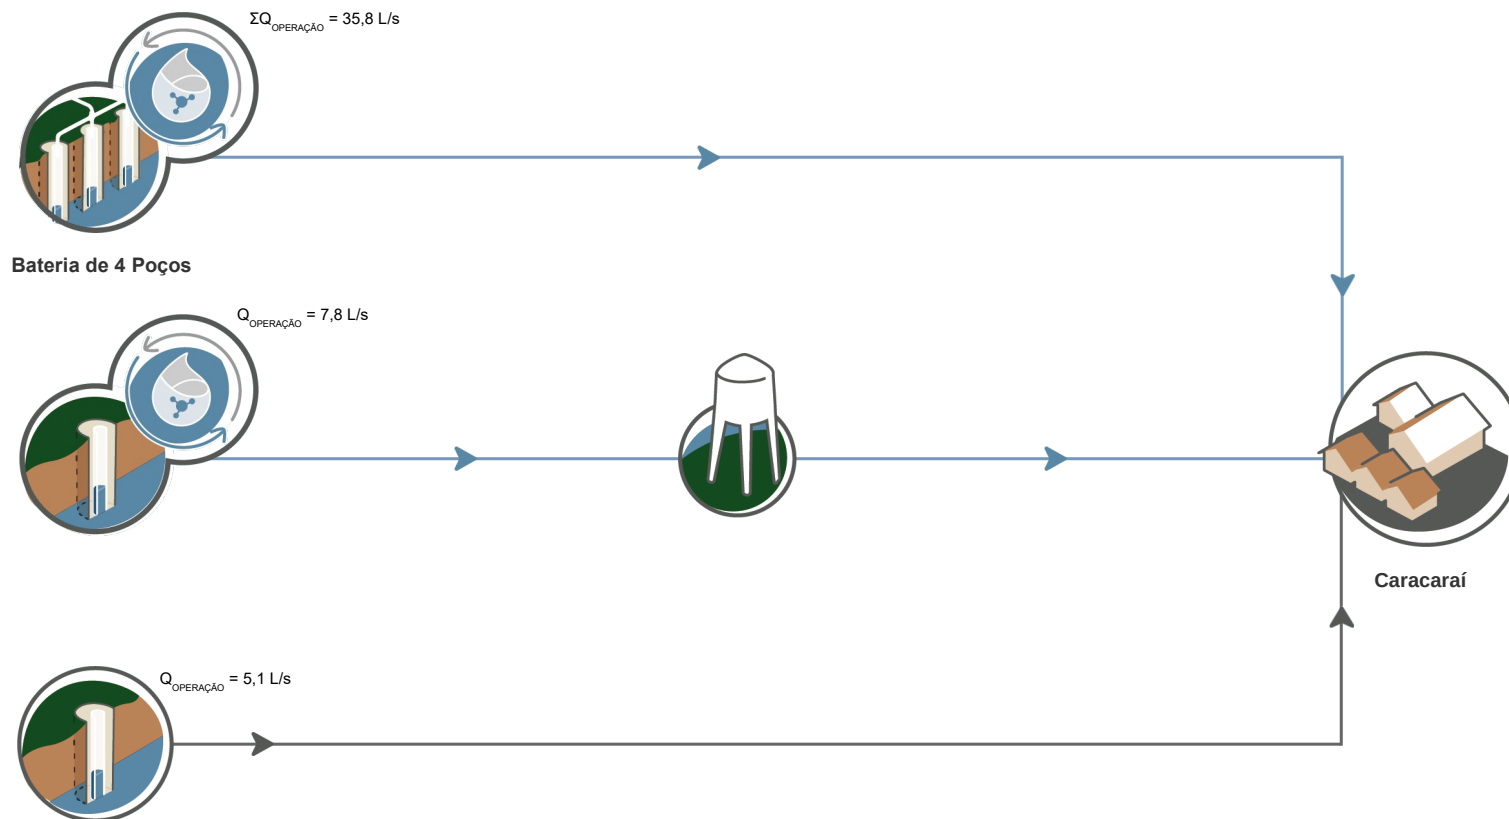 ΣQOPERAÇÃO = 35,8 L/s
Bateria de 4 Poços
QOPERAÇÃO = 7,8 L/s
Caracaraí
QOPERAÇÃO = 5,1 L/s